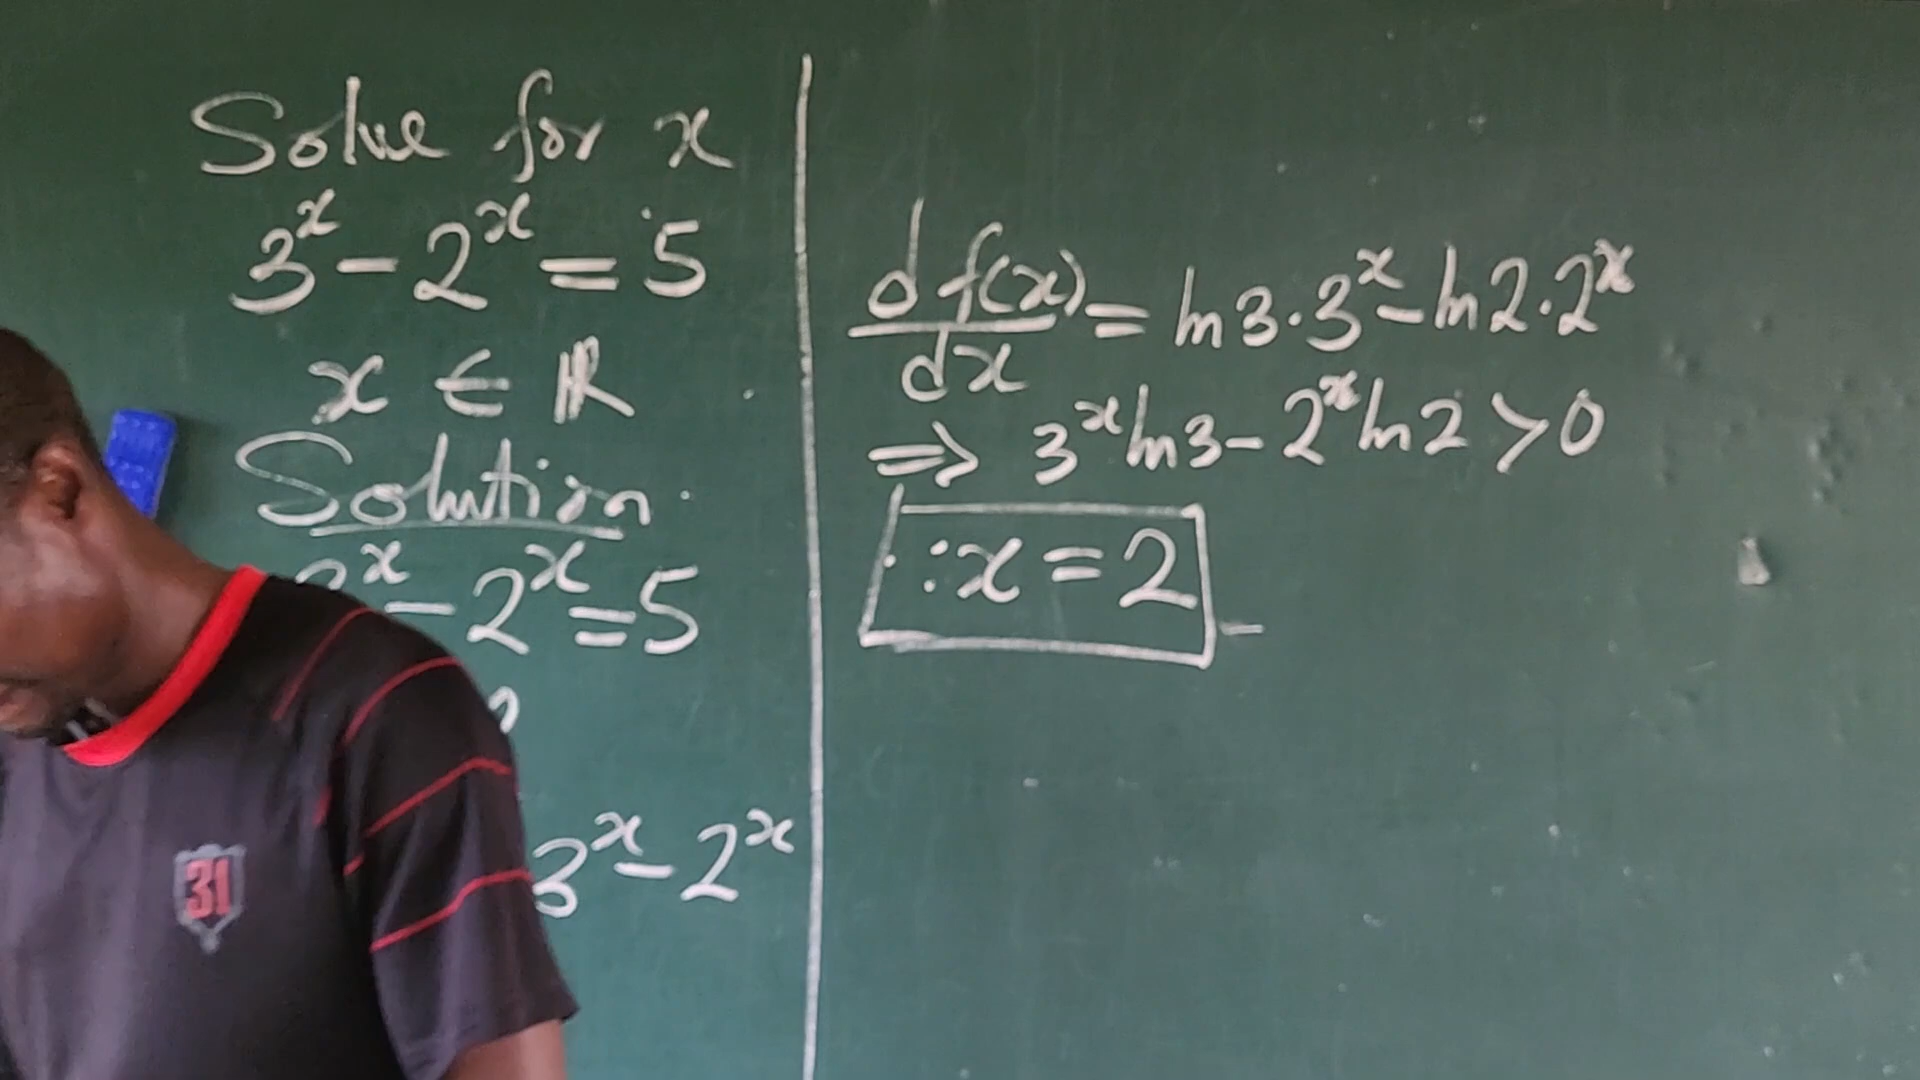 Solve for x
3^x - 2^x = 5
x ∈ ℝ
Solution
- 2^x = 5
3^x - 2^x
df(x)/dx = ln3·3^x - ln2·2^x
⇒ 3^x ln3 - 2^x ln2 > 0
∴ x = 2
31